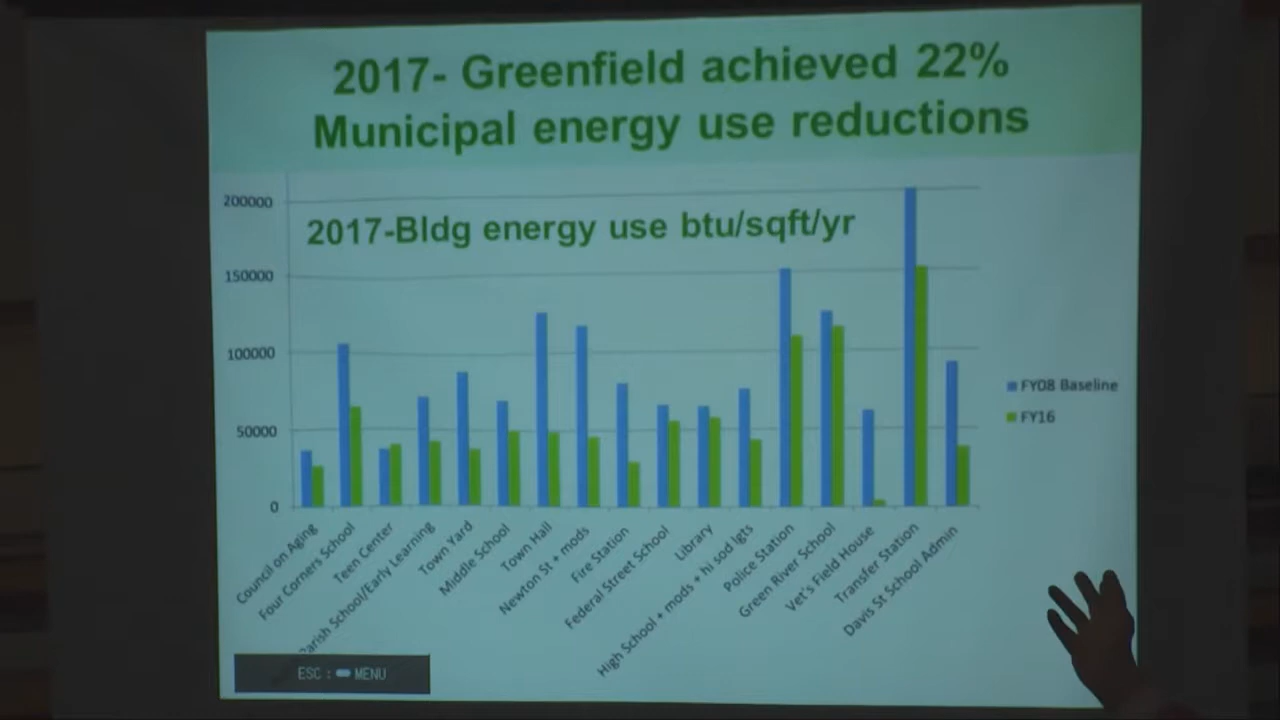 2017- Greenfield achieved 22%
Municipal energy use reductions
2017-Bldg energy use btu/sqft/yr
200000
150000
100000
50000
0
FY08 Baseline
FY16
Council on Aging
Four Corners School
Teen Center
Parish School/Early Learning
Town Yard
Middle School
Town Hall
Newton St + mods
Fire Station
Federal Street School
Library
High School + mods + hi sod lgts
Police Station
Green River School
Vet's Field House
Transfer Station
Davis St School Admin
ESC : MENU